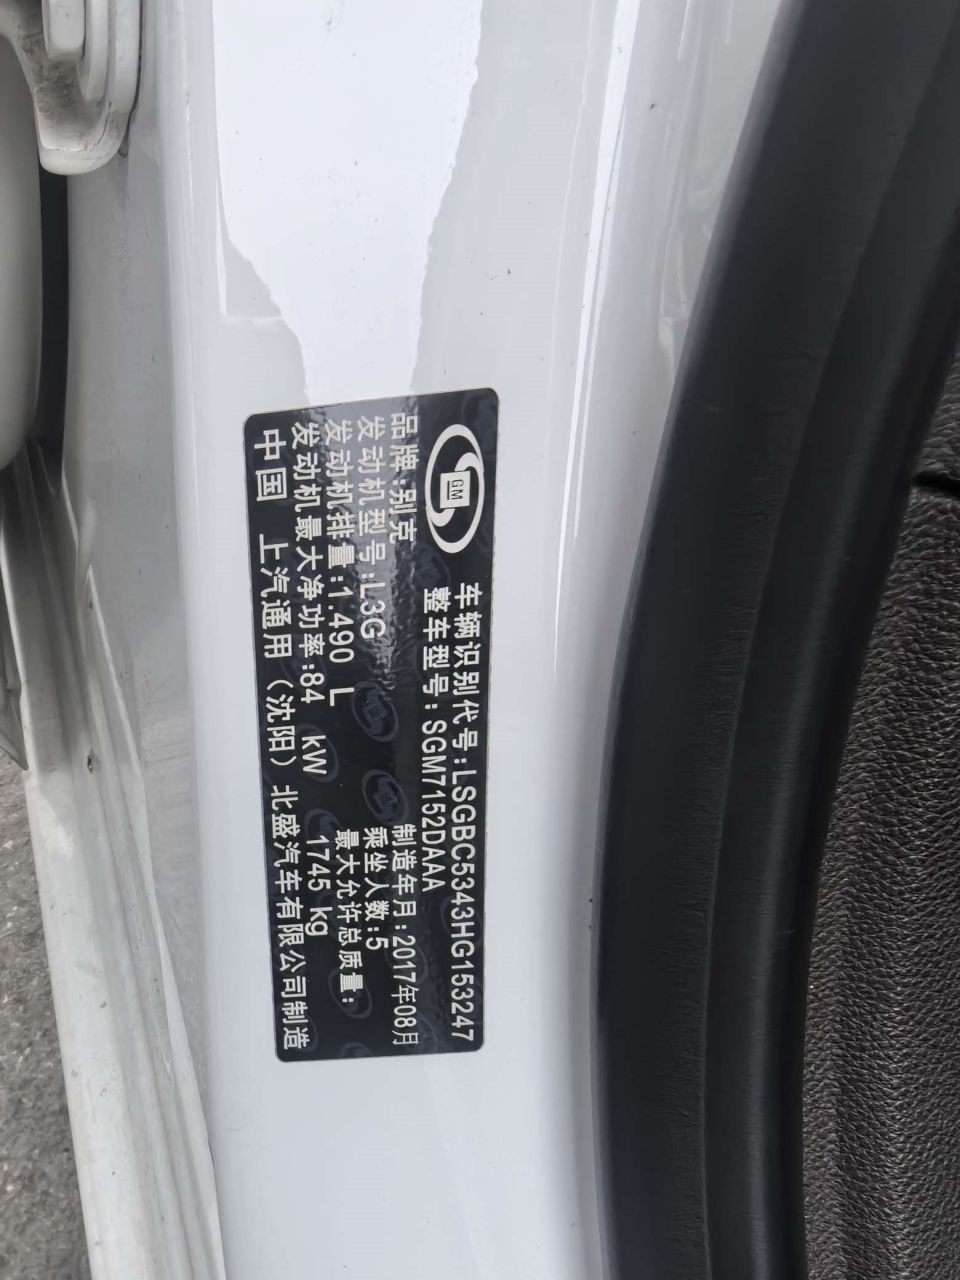 GM
车辆识别代号:LSGBC5343HG153247
整车型号:SGM7152DAAA
品牌:别克 制造年月:2017年08月
发动机型号:L3G 乘坐人数:5
发动机排量:1.490 L 最大允许总质量:
发动机最大净功率:84 kW 1745 kg
中国 上汽通用(沈阳)北盛汽车有限公司制造